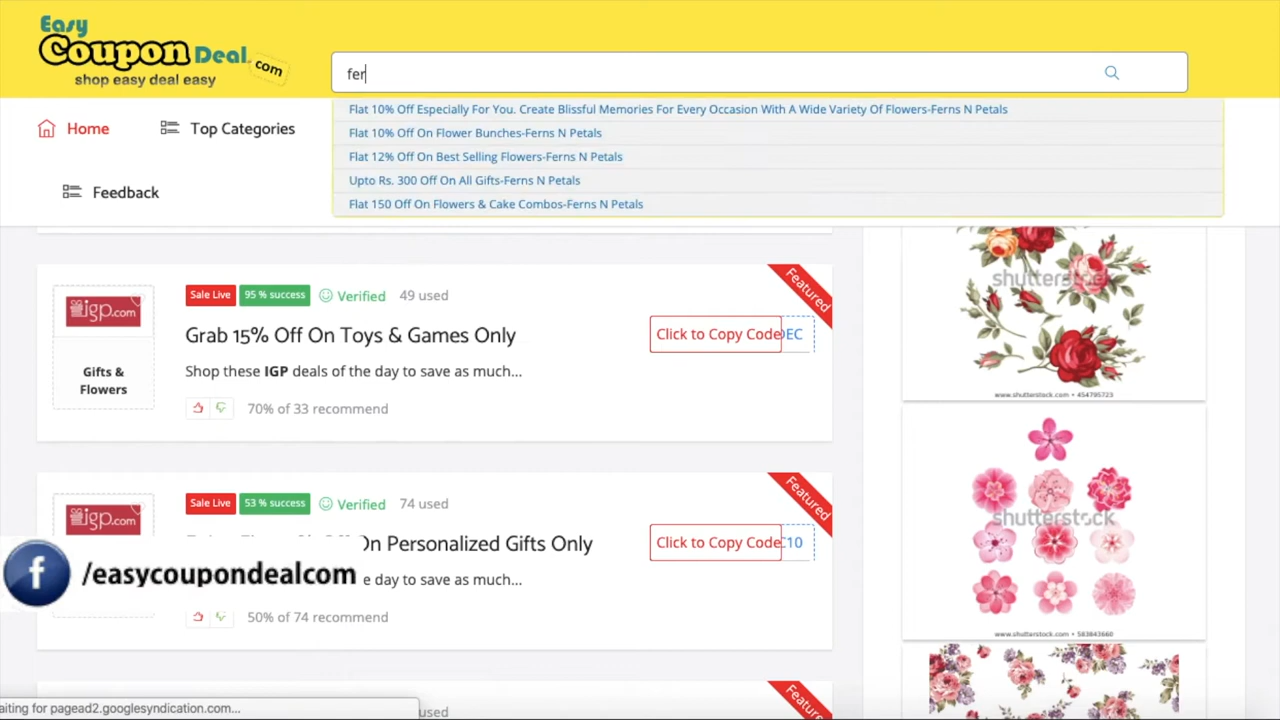 Easy
Coupon Deal.com
shop easy deal easy
fer
Flat 10% Off Especially For You. Create Blissful Memories For Every Occasion With A Wide Variety Of Flowers-Ferns N Petals
Flat 10% Off On Flower Bunches-Ferns N Petals
Flat 12% Off On Best Selling Flowers-Ferns N Petals
Upto Rs. 300 Off On All Gifts-Ferns N Petals
Flat 150 Off On Flowers & Cake Combos-Ferns N Petals
Home
Top Categories
Feedback
igp.com
Gifts &
Flowers
Sale Live 95 % success Verified 49 used
Grab 15% Off On Toys & Games Only
Shop these IGP deals of the day to save as much...
70% of 33 recommend
Featured
Click to Copy Code EC
shutterstock
www.shutterstock.com • 454795723
igp.com
Sale Live 53 % success Verified 74 used
On Personalized Gifts Only
e day to save as much...
50% of 74 recommend
Featured
Click to Copy Code 10
f /easycoupondealcom
shutterstock
www.shutterstock.com • 583843660
used
Featured
aiting for pagead2.googlesyndication.com...